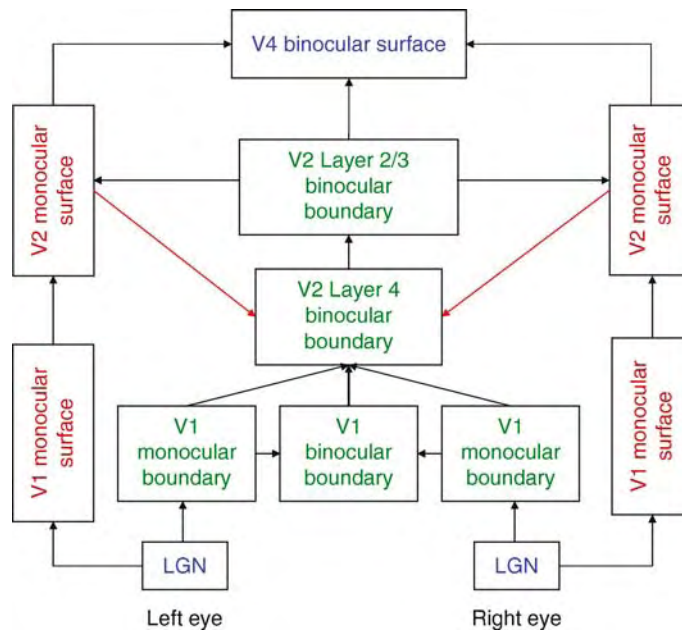 V4 binocular surface
V2 monocular
surface
V2 Layer 2/3
binocular
boundary
V2 monocular
surface
V2 Layer 4
binocular
boundary
V1 monocular
surface
V1
monocular
boundary
V1
binocular
boundary
V1
monocular
boundary
V1 monocular
surface
LGN
LGN
Left eye
Right eye